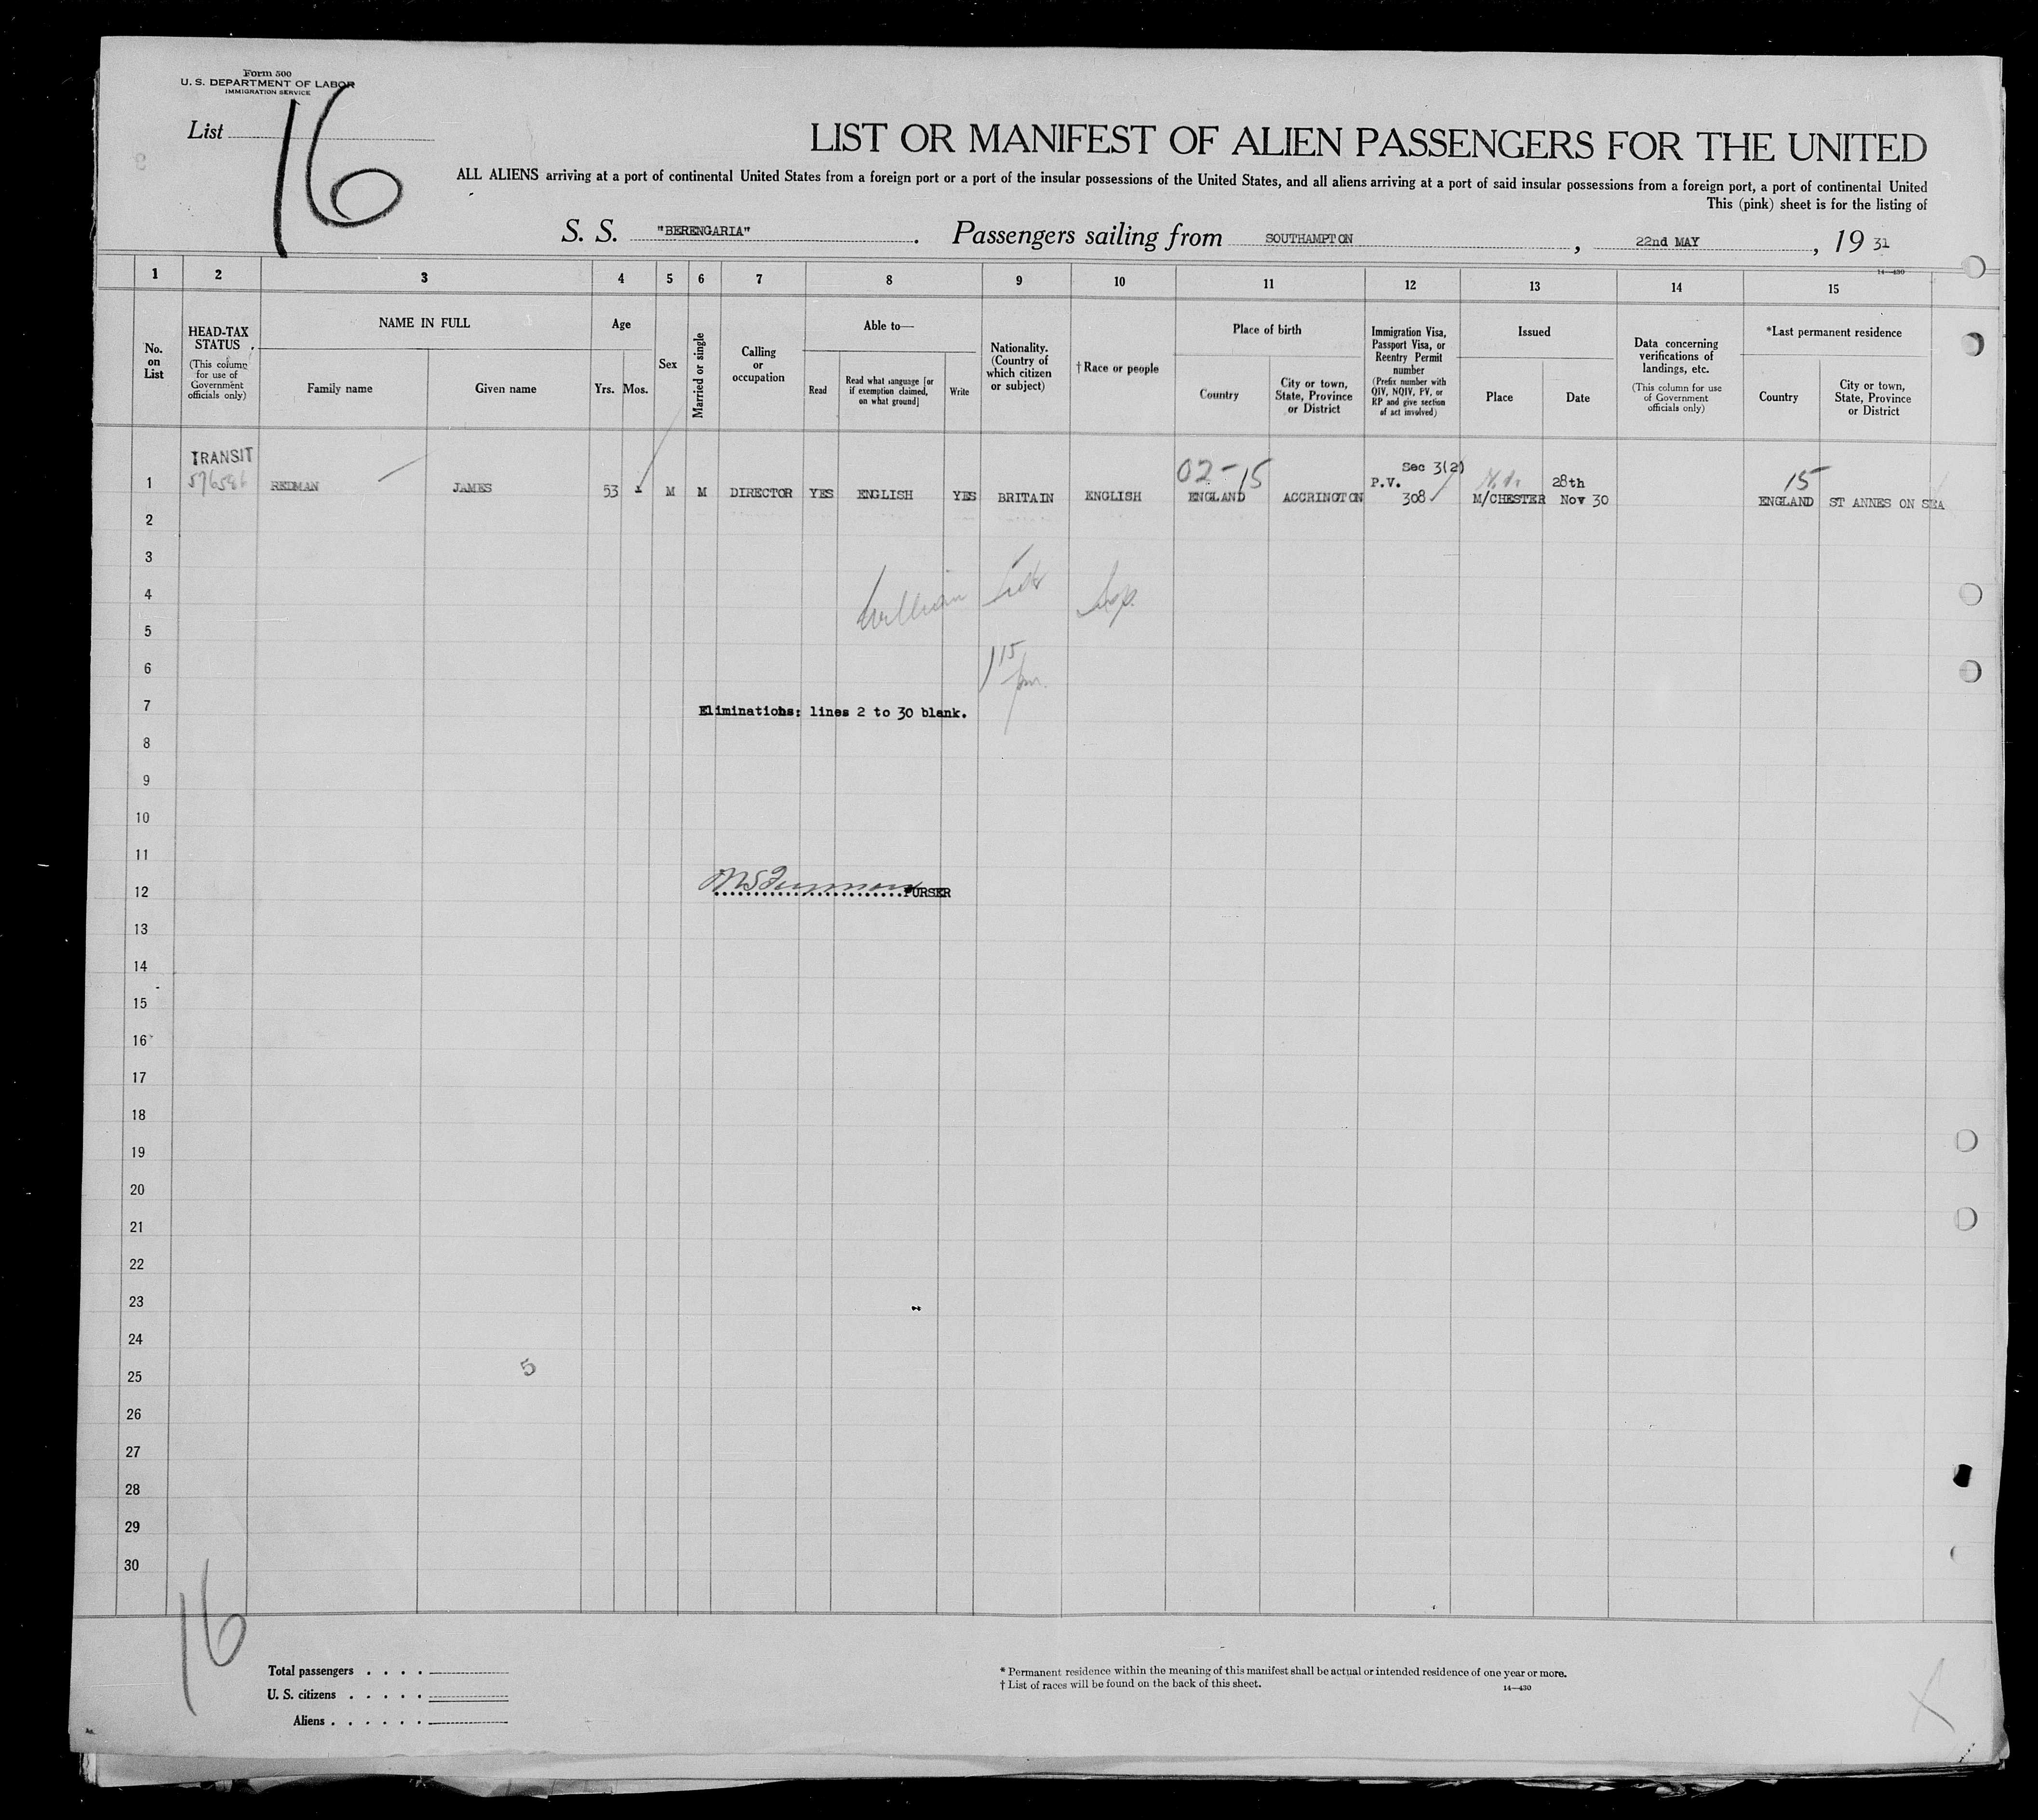 Form 500
U. S. DEPARTMENT OF LABOR
IMMIGRATION SERVICE
List 16
LIST OR MANIFEST OF ALIEN PASSENGERS FOR THE UNITED
ALL ALIENS arriving at a port of continental United States from a foreign port or a port of the insular possessions of the United States, and all aliens arriving at a port of said insular possessions from a foreign port, a port of continental United
This (pink) sheet is for the listing of
S. S. "BERENGARIA". Passengers sailing from SOUTHAMPTON, 22nd MAY, 19 31
14—430
1 2 3 4 5 6 7 8 9 10 11 12 13 14 15
No. on List
HEAD-TAX STATUS
(This column for use of Government officials only)
NAME IN FULL
Family name
Given name
Age
Yrs. Mos.
Sex
Married or single
Calling or occupation
Able to—
Read
Read what language [or if exemption claimed, on what ground]
Write
Nationality. (Country of which citizen or subject)
† Race or people
Place of birth
Country
City or town, State, Province or District
Immigration Visa, Passport Visa, or Reentry Permit number
(Prefix number with QIV, NQIV, PV, or RP and give section of act involved)
Issued
Place
Date
Data concerning verifications of landings, etc.
(This column for use of Government officials only)
*Last permanent residence
Country
City or town, State, Province or District
TRANSIT 02-15 Sec 3(2) 15
576586 P.V. 28th
1 REDMAN JAMES 53 M M DIRECTOR YES ENGLISH YES BRITAIN ENGLISH ENGLAND ACCRINGTON 308 M/CHESTER Nov 30 ENGLAND ST ANNES ON SEA
2
3
4 William
5
6 1 15 pm.
7 Eliminations: lines 2 to 30 blank.
8
9
10
11
12 PURSER
13
14
15
16
17
18
19
20
21
22
23
24
25 5
26
27
28
29
30
16
Total passengers . . . .
U. S. citizens . . . . .
Aliens . . . . . .
* Permanent residence within the meaning of this manifest shall be actual or intended residence of one year or more.
† List of races will be found on the back of this sheet.
14—430